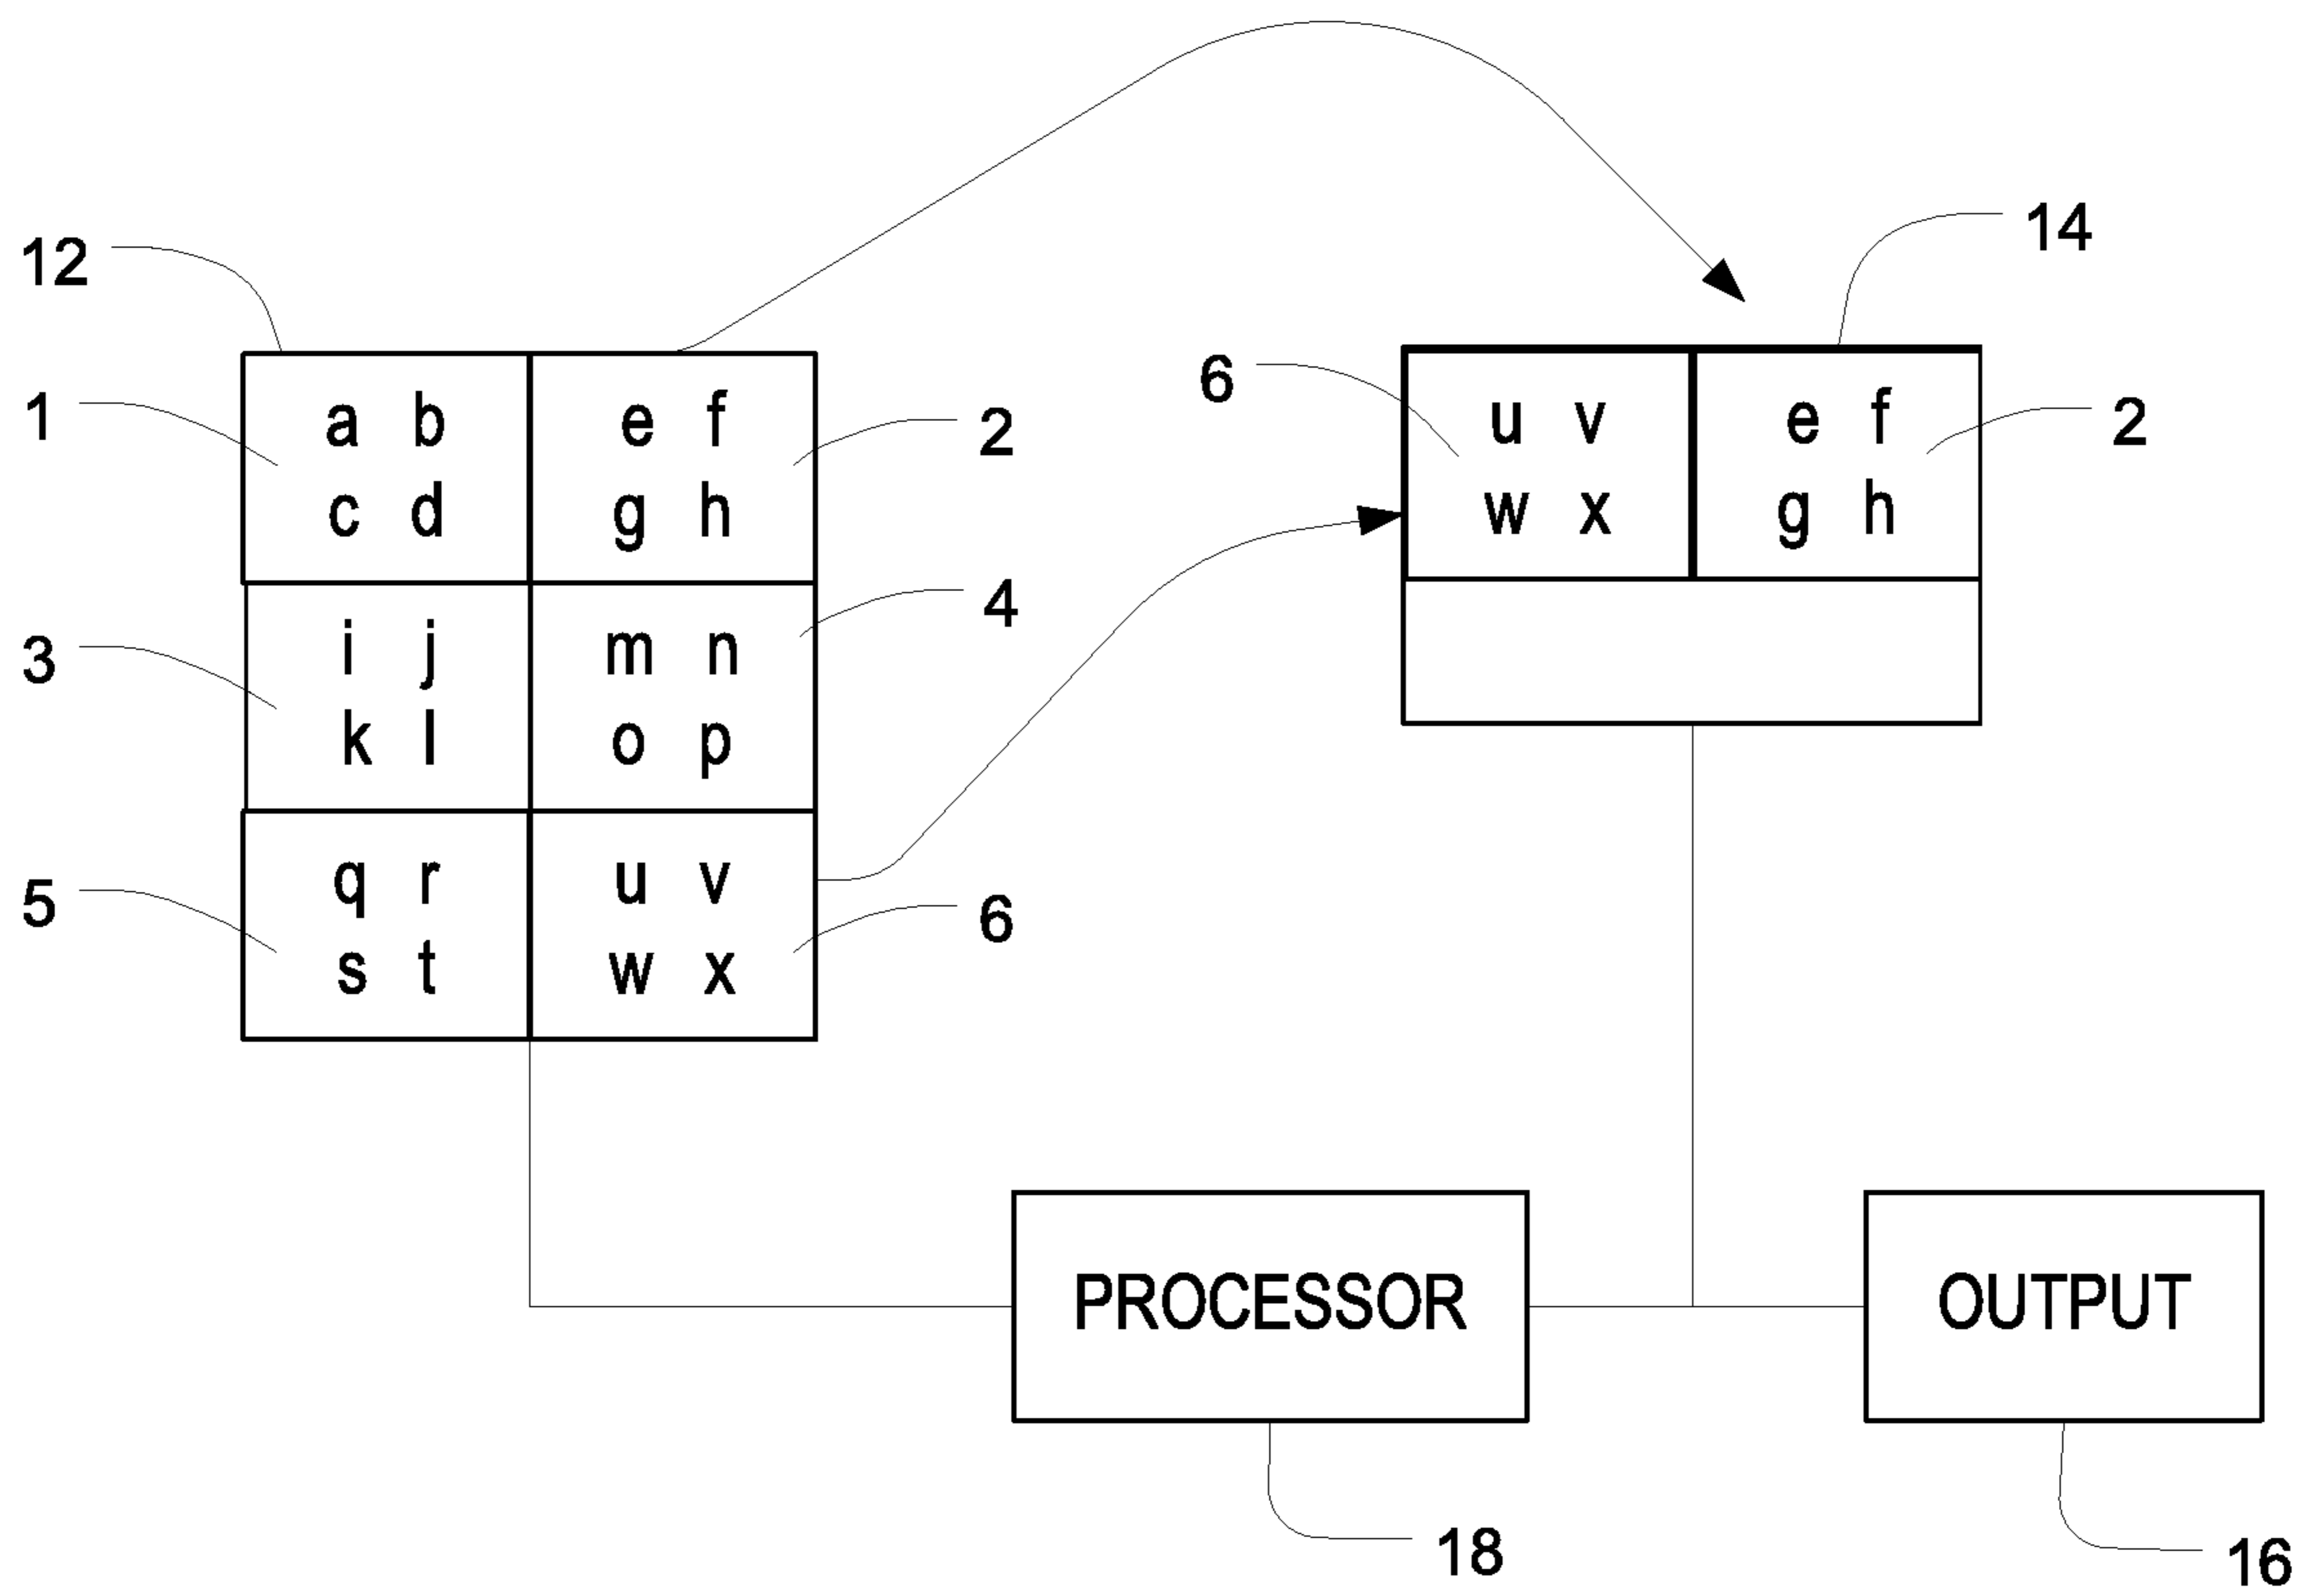 14
12
6
1
a b
e f
2
u v
e f
2
c d
g h
w x
g h
4
3
i j
m n
k l
o p
5
q r
u v
6
s t
w x
PROCESSOR
OUTPUT
18
16